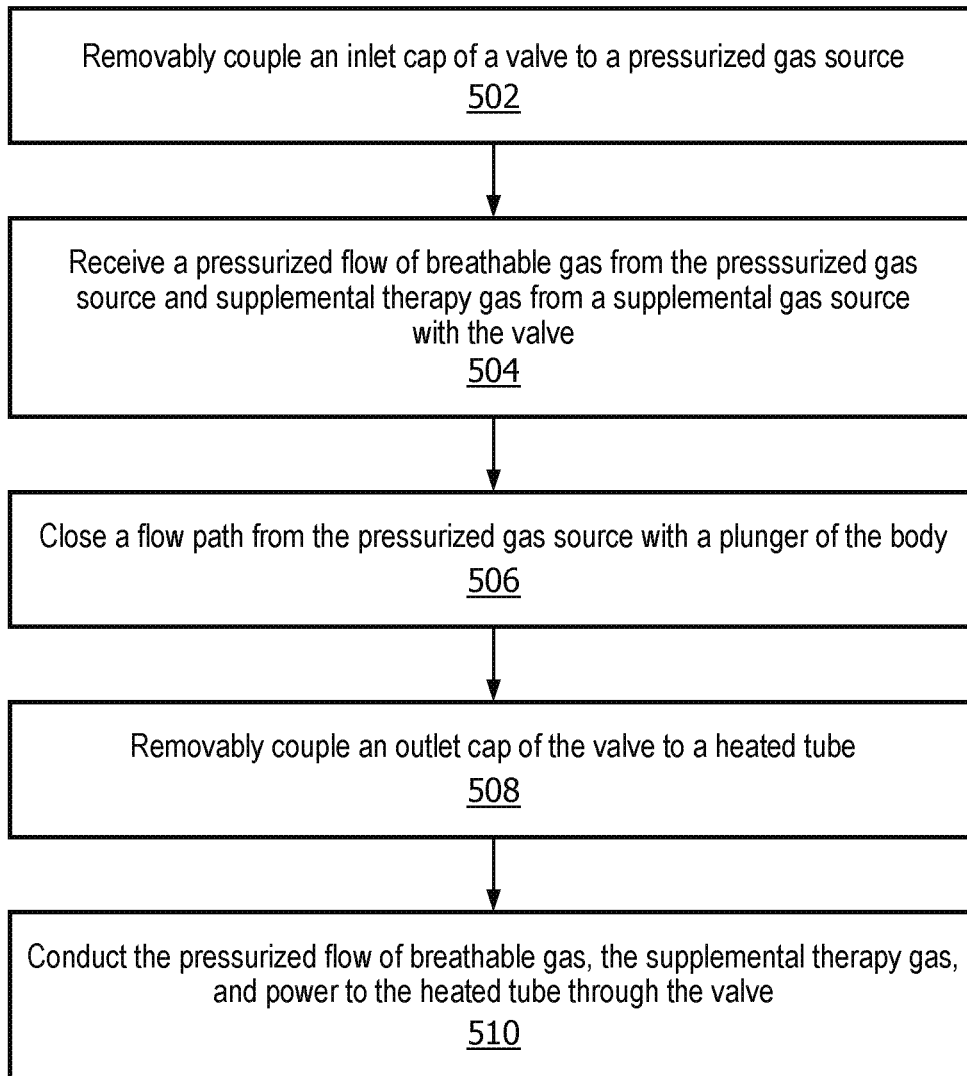 Removably couple an inlet cap of a valve to a pressurized gas source
502
Receive a pressurized flow of breathable gas from the presssurized gas
source and supplemental therapy gas from a supplemental gas source
with the valve
504
Close a flow path from the pressurized gas source with a plunger of the body
506
Removably couple an outlet cap of the valve to a heated tube
508
Conduct the pressurized flow of breathable gas, the supplemental therapy gas,
and power to the heated tube through the valve
510